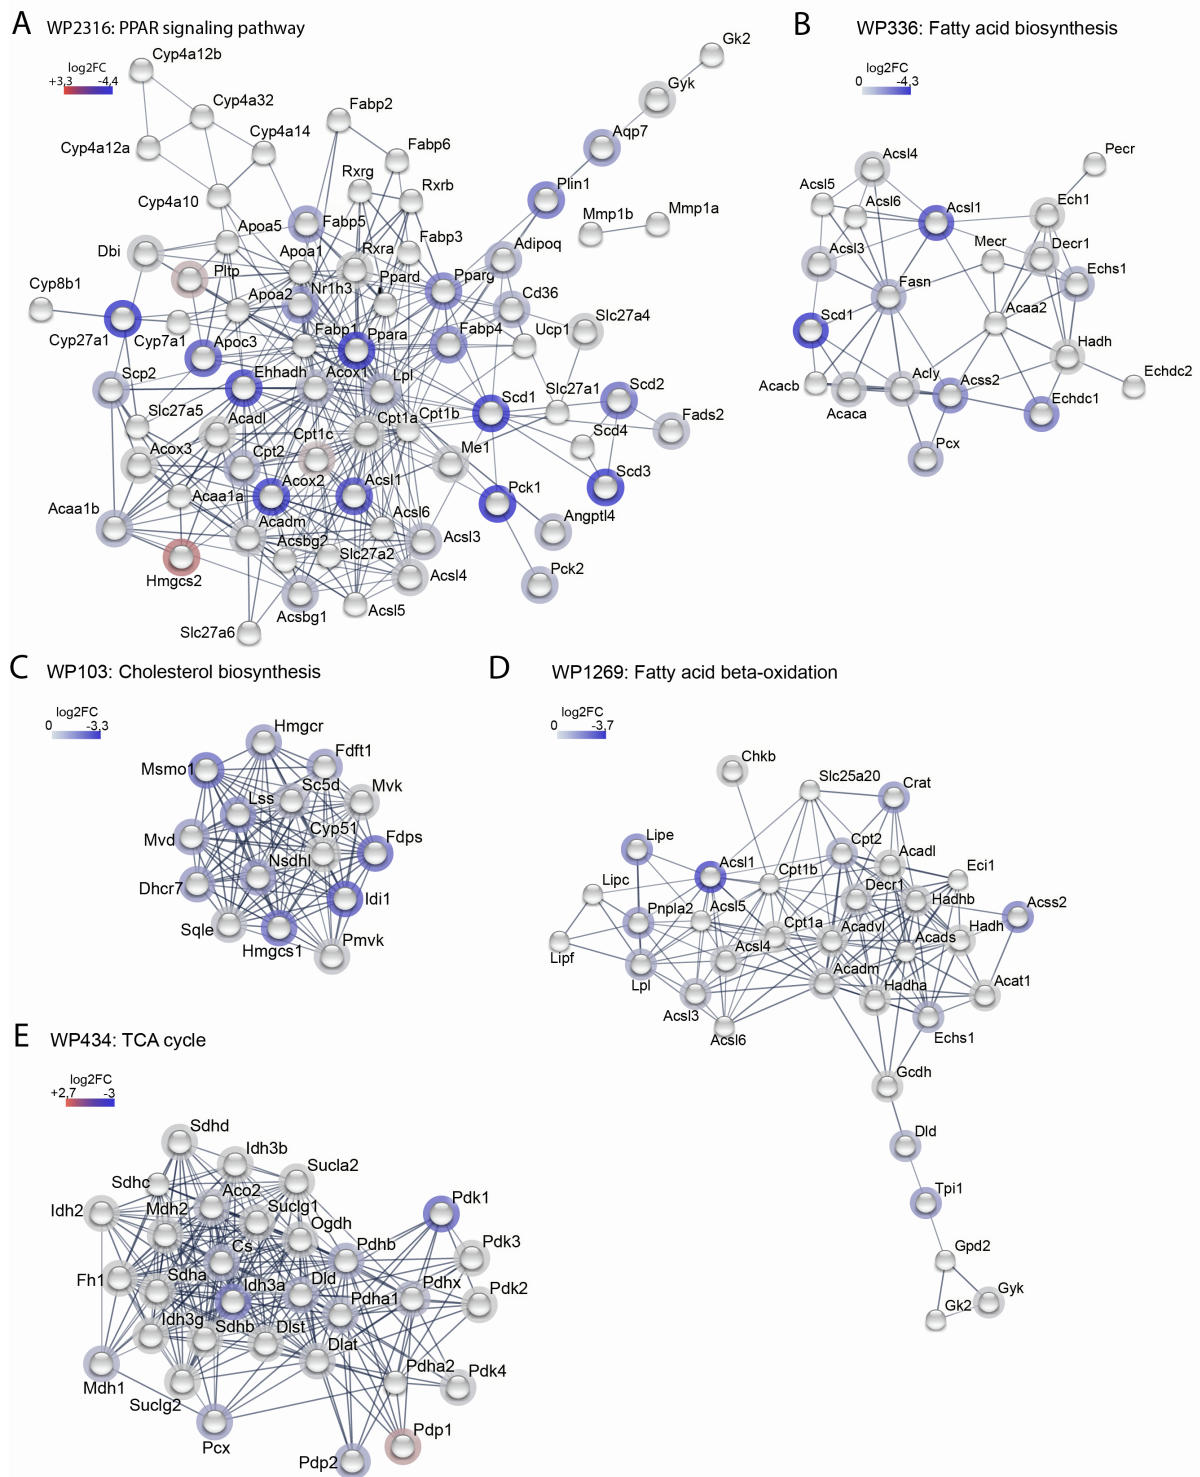 A WP2316: PPAR signaling pathway
log2FC
+3,3 -4,4
Cyp4a12b
Cyp4a32
Cyp4a12a
Cyp4a14
Cyp4a10
Fabp2
Fabp6
Rxrg
Rxrb
Gk2
Gyk
Aqp7
Plin1
Mmp1b
Mmp1a
Apoa5
Fabp5
Dbi
Pltp
Apoa1
Rxra
Fabp3
Adipoq
Ppard
Pparg
Cyp8b1
Apoa2
Nr1h3
Cd36
Cyp27a1
Cyp7a1
Fabp1
Ppara
Fabp4
Ucp1
Slc27a4
Apoc3
Scp2
Ehhadh
Acox1
Lpl
Slc27a1
Scd2
Slc27a5
Acadl
Cpt1a
Cpt1b
Scd1
Fads2
Cpt1c
Scd4
Acox3
Cpt2
Me1
Scd3
Acaa1a
Acox2
Acsl1
Pck1
Acaa1b
Acadm
Acsl6
Angptl4
Acsbg2
Slc27a2
Acsl3
Hmgcs2
Acsl4
Pck2
Acsbg1
Acsl5
Slc27a6
B WP336: Fatty acid biosynthesis
log2FC
0 -4,3
Acsl4
Pecr
Acsl5
Acsl6
Acsl1
Ech1
Acsl3
Mecr
Decr1
Fasn
Echs1
Scd1
Acaa2
Hadh
Acacb
Acaca
Acly
Acss2
Echdc2
Echdc1
Pcx
C WP103: Cholesterol biosynthesis
log2FC
0 -3,3
Hmgcr
Msmo1
Fdft1
Sc5d
Mvk
Lss
Mvd
Cyp51
Fdps
Nsdhl
Dhcr7
Idi1
Sqle
Hmgcs1
Pmvk
D WP1269: Fatty acid beta-oxidation
log2FC
0 -3,7
Chkb
Slc25a20
Crat
Lipe
Cpt2
Acadl
Acsl1
Cpt1b
Eci1
Lipc
Decr1
Hadhb
Acss2
Pnpla2
Acsl5
Cpt1a
Acadvl
Hadh
Lipf
Acsl4
Acads
Lpl
Acadm
Hadha
Acat1
Acsl3
Acsl6
Echs1
Gcdh
Dld
Tpi1
Gpd2
Gyk
Gk2
E WP434: TCA cycle
log2FC
+2,7 -3
Sdhd
Idh3b
Sucla2
Sdhc
Aco2
Pdk1
Idh2
Mdh2
Suclg1
Ogdh
Cs
Pdhb
Pdk3
Fh1
Sdha
Idh3a
Dld
Pdhx
Pdk2
Pdha1
Idh3g
Sdhb
Dlst
Dlat
Pdha2
Pdk4
Mdh1
Suclg2
Pcx
Pdp1
Pdp2